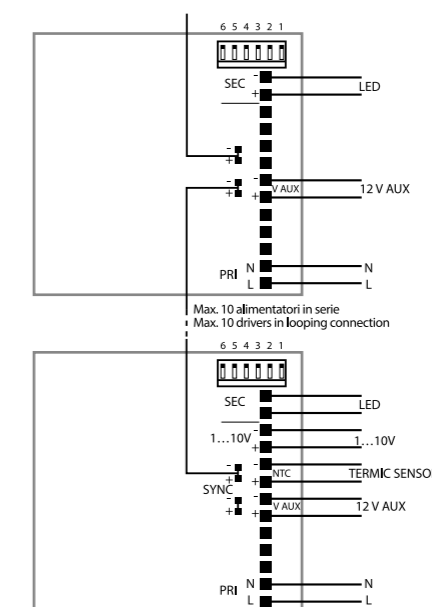 6 5 4 3 2 1
SEC - LED
+
-
+
- -
+ V AUX 12 V AUX
+
N N
PRI L L
Max. 10 alimentatori in serie
Max. 10 drivers in looping connection
6 5 4 3 2 1
SEC LED
1...10V - 1...10V
+
- - NTC TERMIC SENSO
+ +
SYNC
- - V AUX 12 V AUX
+ +
PRI N N
L L